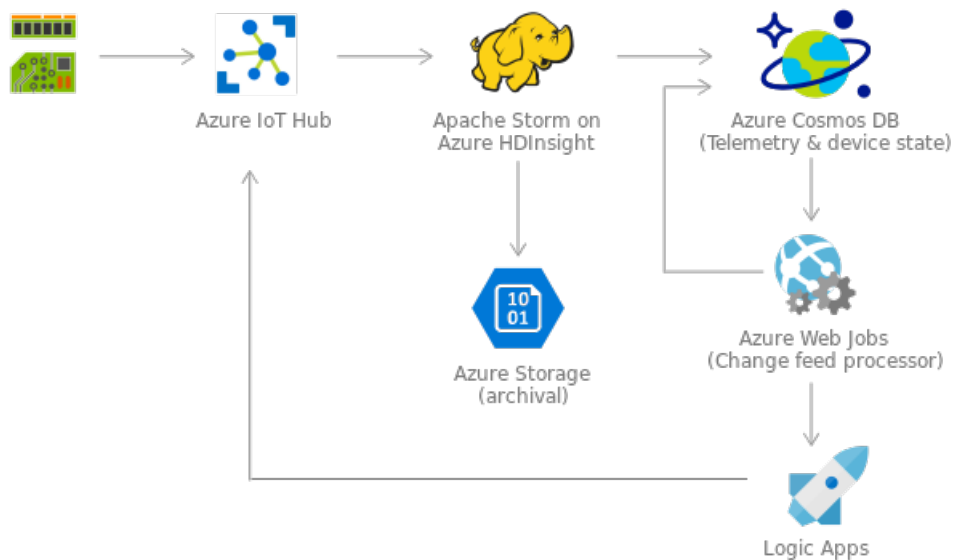 Azure IoT Hub
Apache Storm on
Azure HDInsight
Azure Cosmos DB
(Telemetry & device state)
10
01
Azure Storage
(archival)
Azure Web Jobs
(Change feed processor)
Logic Apps